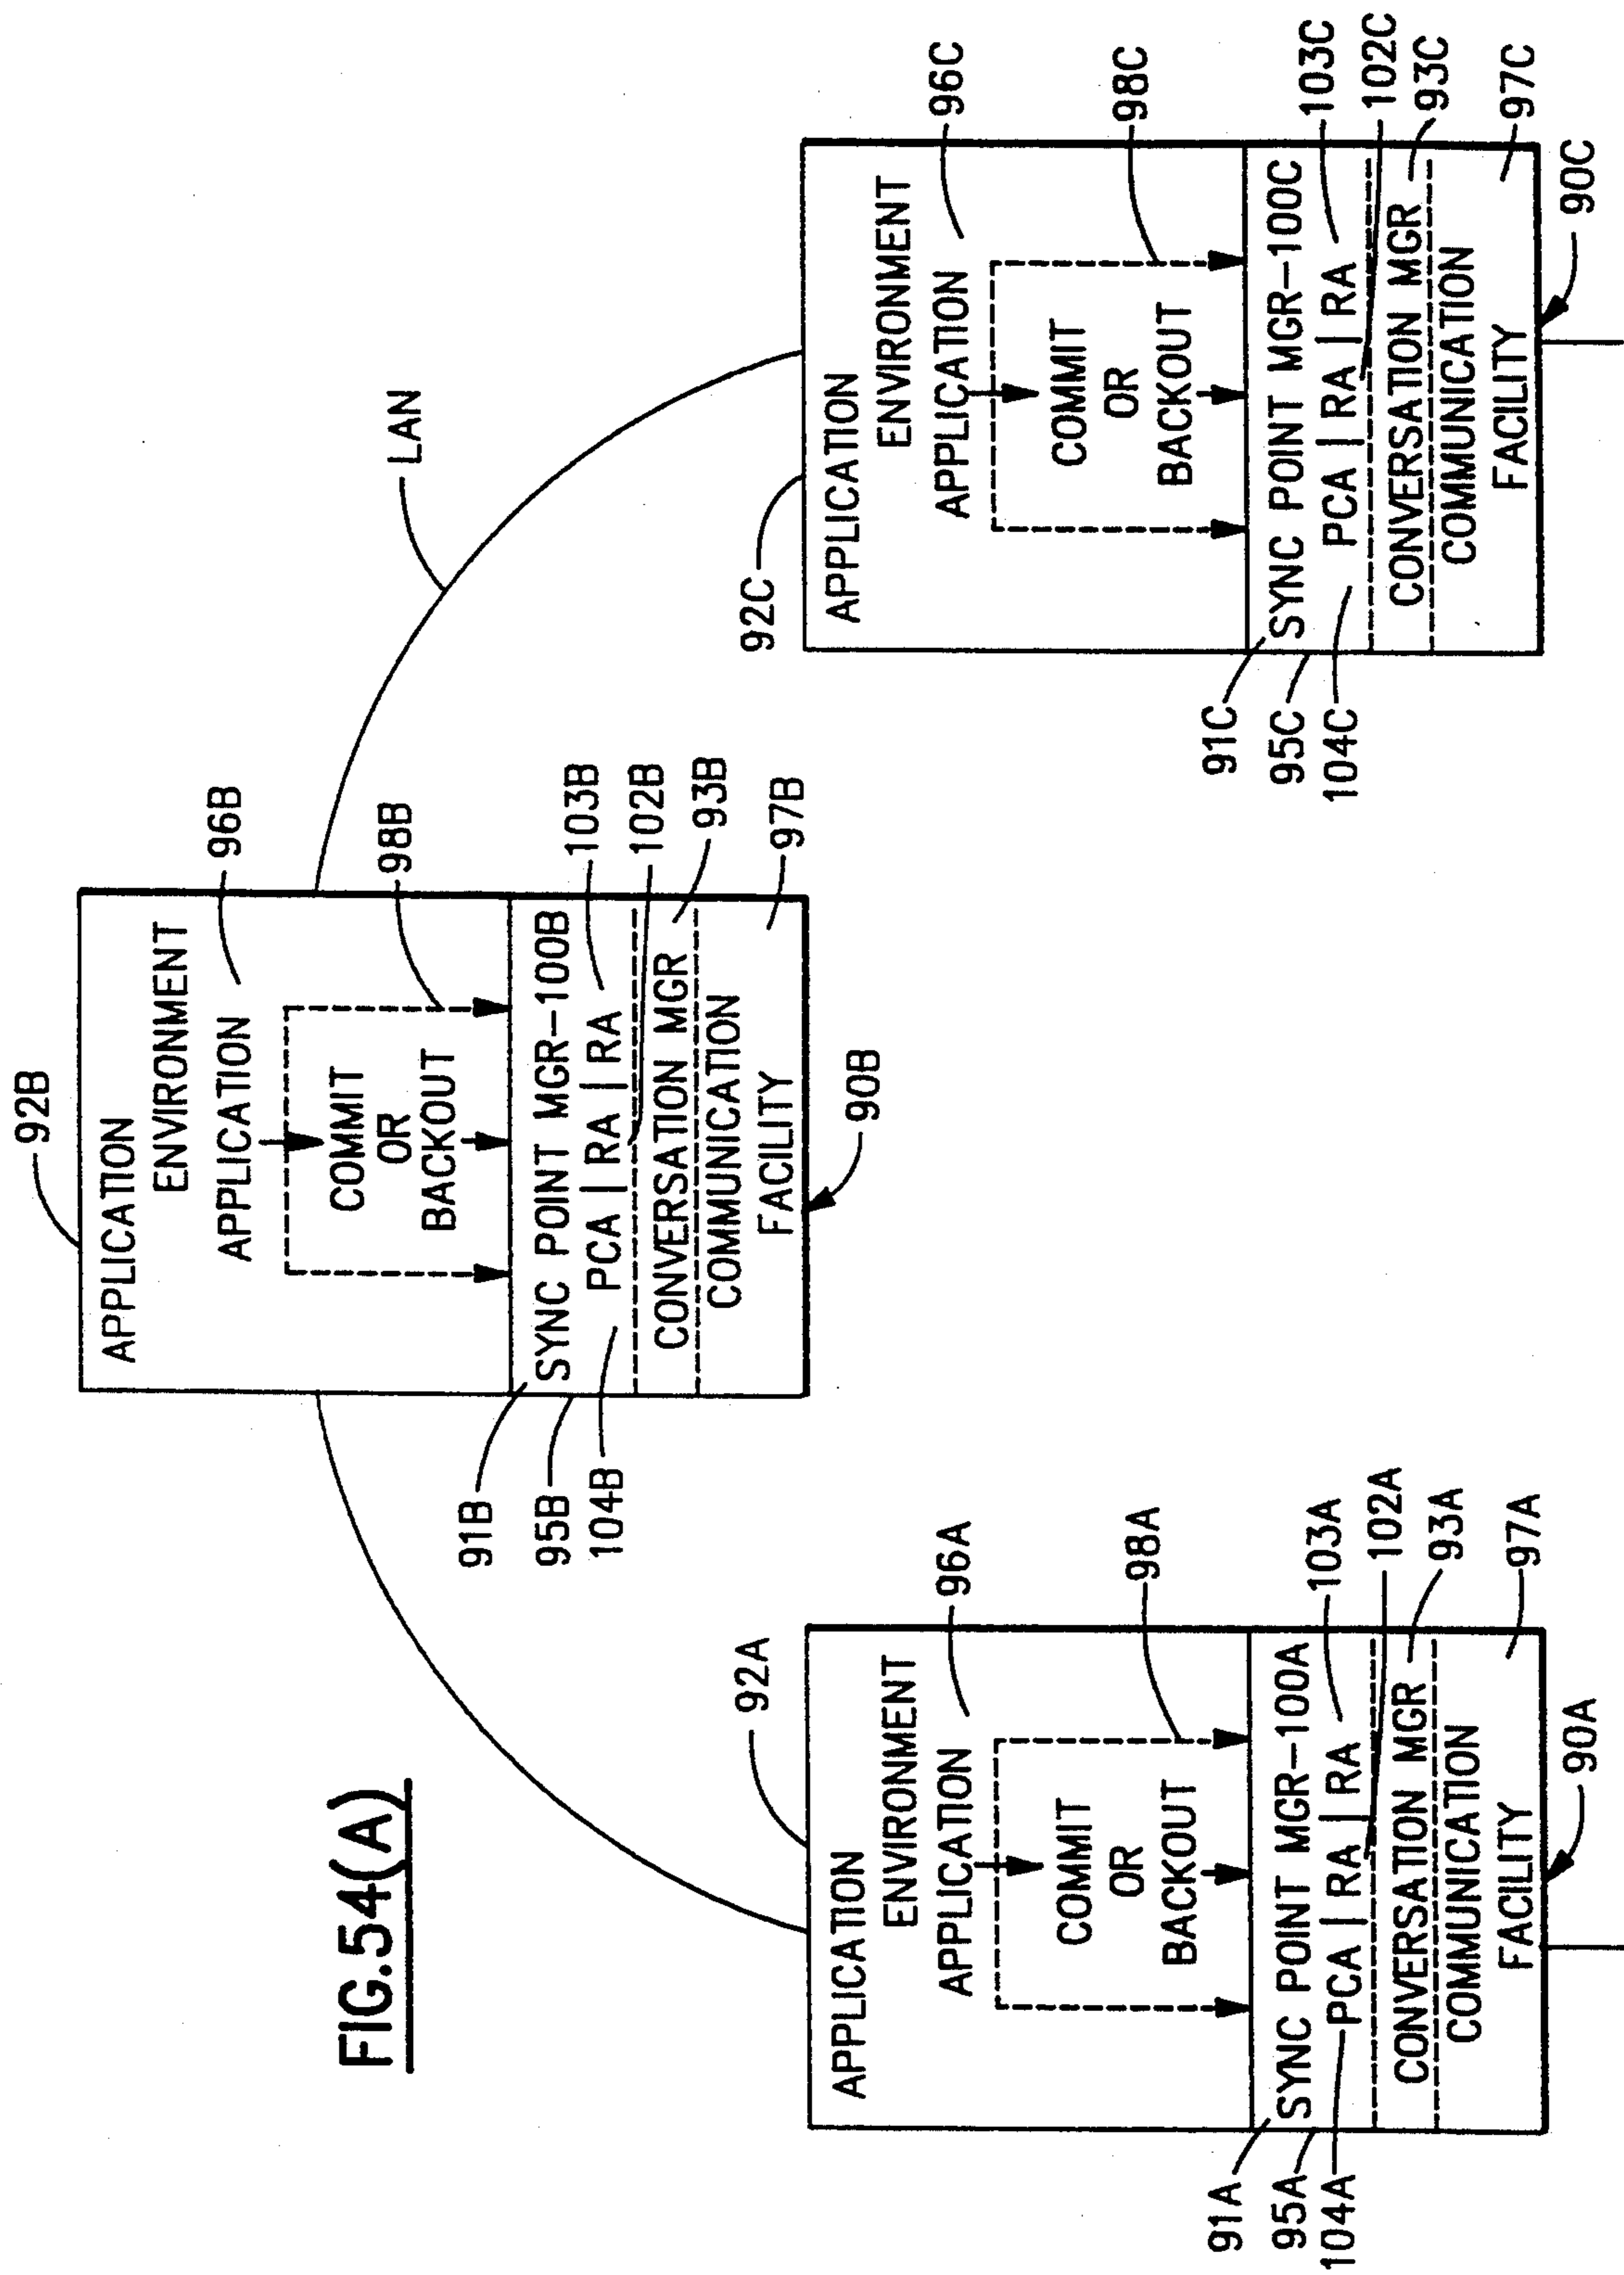 FIG.54(A)
LAN
92B
APPLICATION
ENVIRONMENT
96B
APPLICATION
98B
COMMIT
OR
BACKOUT
91B
SYNC POINT MGR-100B
95B
103B
104B
PCA | RA | RA
102B
CONVERSATION MGR
93B
COMMUNICATION
FACILITY
97B
90B
92A
APPLICATION
ENVIRONMENT
96A
APPLICATION
98A
COMMIT
OR
BACKOUT
91A
SYNC POINT MGR-100A
95A
103A
104A
PCA | RA | RA
102A
CONVERSATION MGR
93A
COMMUNICATION
FACILITY
97A
90A
92C
APPLICATION
ENVIRONMENT
96C
APPLICATION
98C
COMMIT
OR
BACKOUT
91C
SYNC POINT MGR-100C
95C
103C
104C
PCA | RA | RA
102C
CONVERSATION MGR
93C
COMMUNICATION
FACILITY
97C
90C